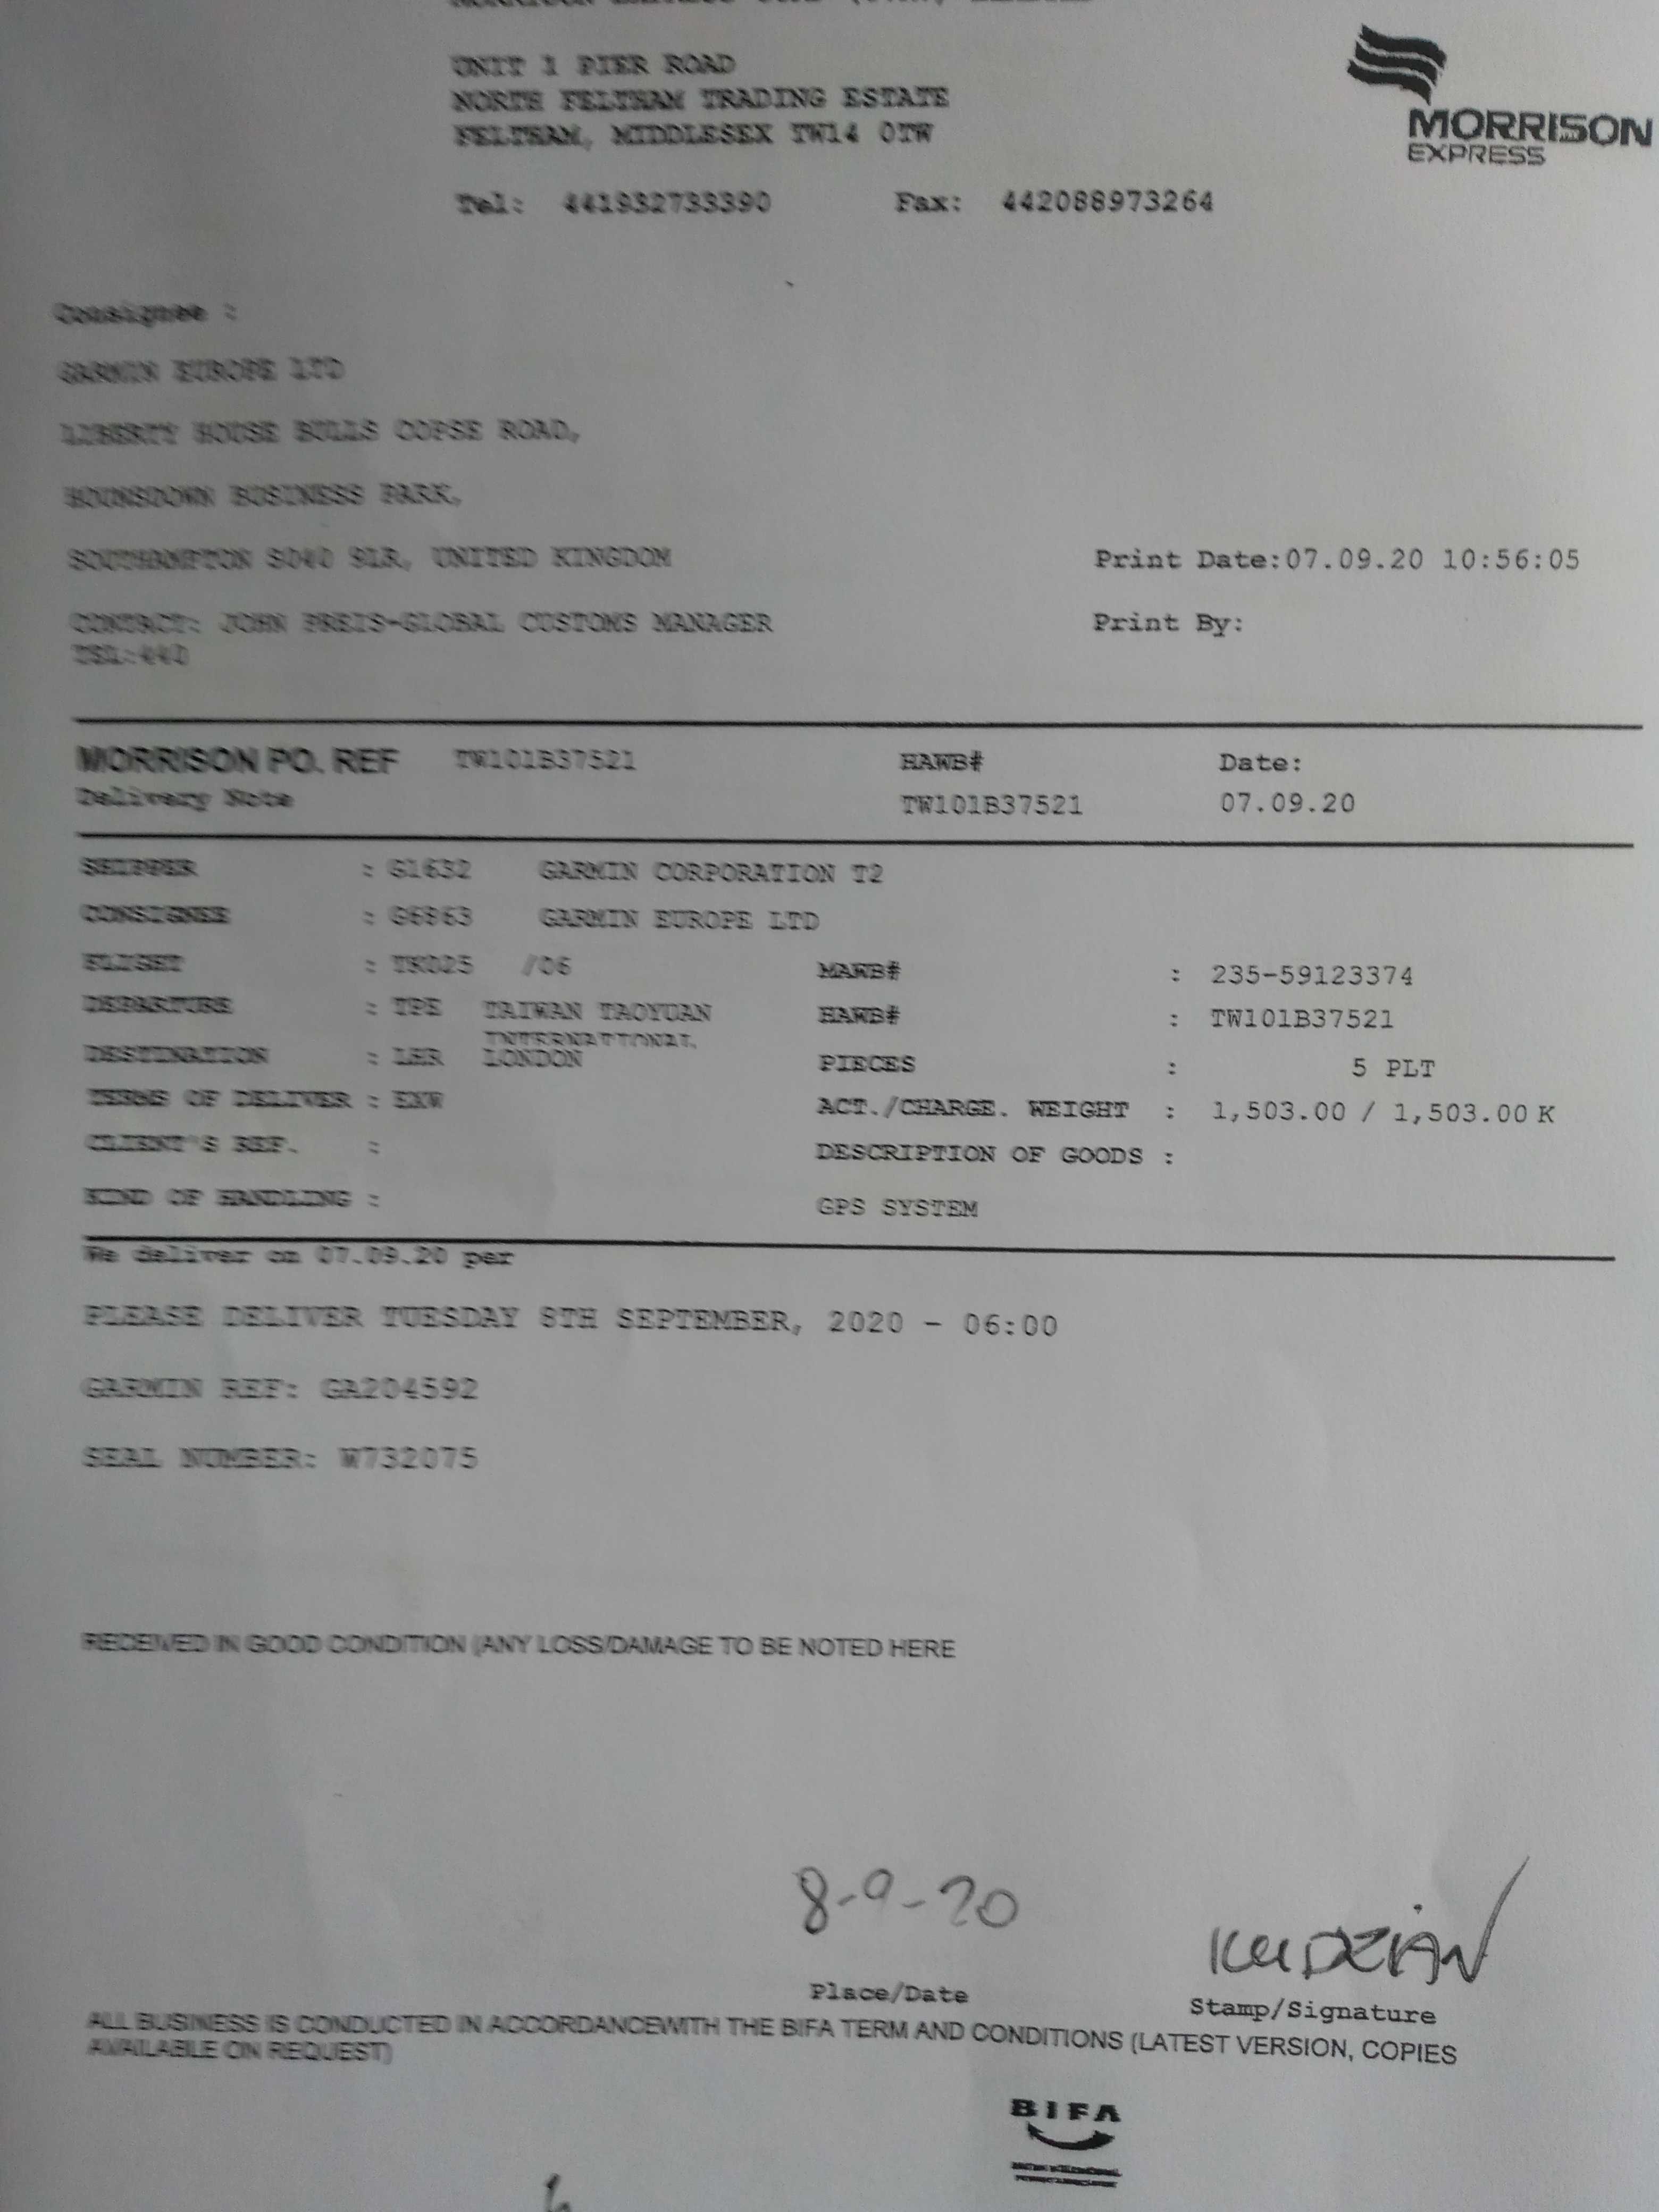 UNIT 1 PIER ROAD
NORTH FELTHAM TRADING ESTATE
FELTHAM, MIDDLESEX TW14 0TW
MORRISON
EXPRESS
Tel: 441932733390 Fax: 442088973264
Consignee :
GARMIN EUROPE LTD
LIBERTY HOUSE BULLS COPSE ROAD,
HOUNSDOWN BUSINESS PARK,
SOUTHAMPTON SO40 9LR, UNITED KINGDOM
Print Date:07.09.20 10:56:05
CONTACT: JOHN PREIS-GLOBAL CUSTOMS MANAGER
Print By:
TEL:440
MORRISON PO. REF TW101B37521 HAWB# Date:
Delivery Note TW101B37521 07.09.20
SHIPPER : G1632 GARMIN CORPORATION T2
CONSIGNEE : G6863 GARMIN EUROPE LTD
FLIGHT : TK025 /06 MAWB# : 235-59123374
DEPARTURE : TPE TAIWAN TAOYUAN HAWB# : TW101B37521
INTERNATIONAL
DESTINATION : LHR LONDON PIECES : 5 PLT
TERMS OF DELIVER : EXW ACT./CHARGE. WEIGHT : 1,503.00 / 1,503.00 K
CLIENT'S REF. : DESCRIPTION OF GOODS :
KIND OF HANDLING : GPS SYSTEM
We deliver on 07.09.20 per
PLEASE DELIVER TUESDAY 8TH SEPTEMBER, 2020 - 06:00
GARMIN REF: GA204592
SEAL NUMBER: W732075
RECEIVED IN GOOD CONDITION (ANY LOSS/DAMAGE TO BE NOTED HERE
8-9-20
Place/Date
Stamp/Signature
ALL BUSINESS IS CONDUCTED IN ACCORDANCEWITH THE BIFA TERM AND CONDITIONS (LATEST VERSION, COPIES
AVAILABLE ON REQUEST)
BIFA